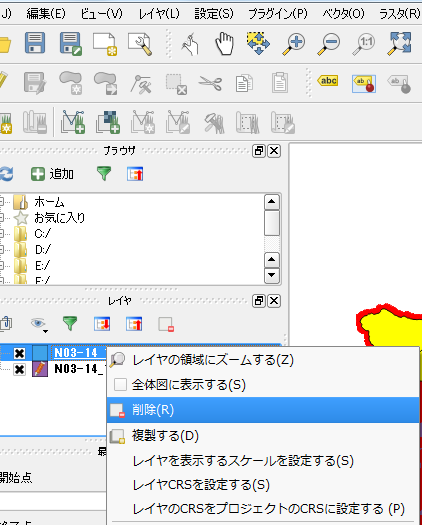 J) 編集(E) ビュー(V) レイヤ(L) 設定(S) プラグイン(P) ベクタ(O) ラスタ(R)
1:1
abc
ab
ab
ブラウザ
追加
ホーム
お気に入り
C:/
D:/
E:/
F:/
レイヤ
N03-14_
N03-14_
レイヤの領域にズームする(Z)
全体図に表示する(S)
削除(R)
複製する(D)
レイヤを表示するスケールを設定する(S)
レイヤCRSを設定する(S)
レイヤのCRSをプロジェクトのCRSに設定する (P)
最
開始点